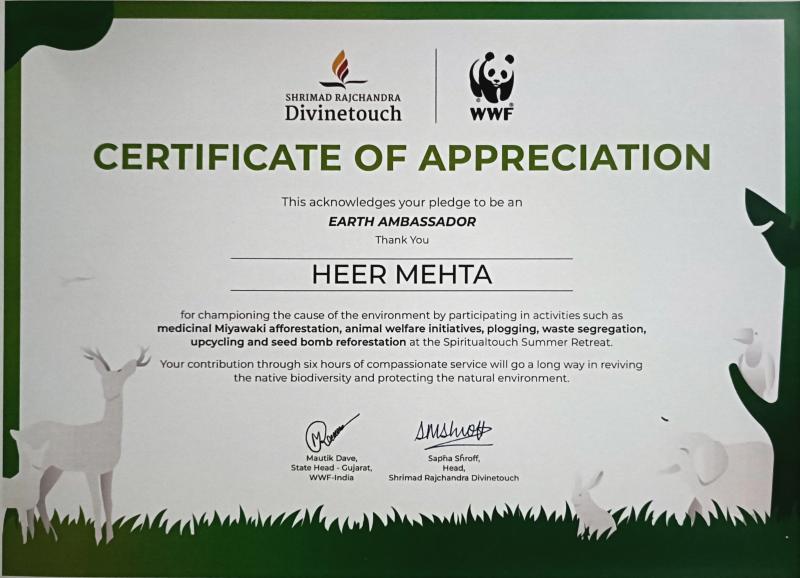 SHRIMAD RAJCHANDRA
Divinetouch
WWF
CERTIFICATE OF APPRECIATION
This acknowledges your pledge to be an
EARTH AMBASSADOR
Thank You
HEER MEHTA
for championing the cause of the environment by participating in activities such as
medicinal Miyawaki afforestation, animal welfare initiatives, plogging, waste segregation,
upcycling and seed bomb reforestation at the Spiritualtouch Summer Retreat.
Your contribution through six hours of compassionate service will go a long way in reviving
the native biodiversity and protecting the natural environment.
SMShroff
Mautik Dave,
State Head - Gujarat,
WWF-India
Sapha Shroff,
Head,
Shrimad Rajchandra Divinetouch